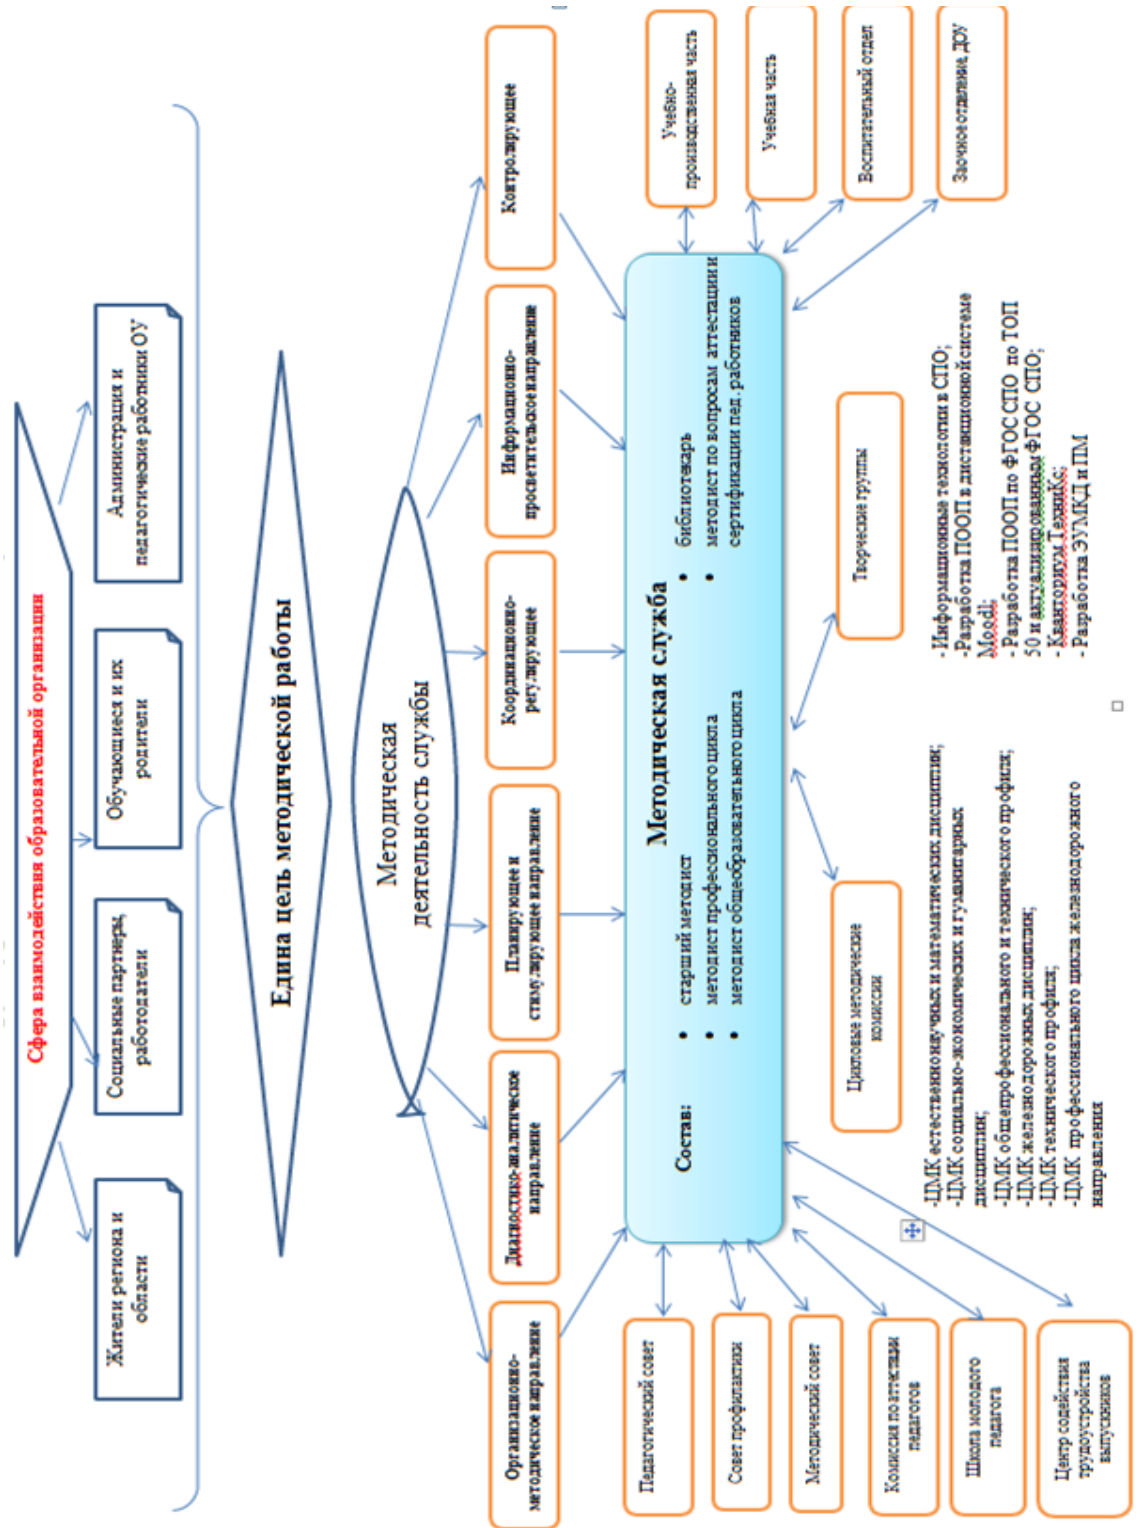 Сфера взаимодействия образовательной организации
Жители региона и
области
Социальные партнеры,
работодатели
Обучающиеся и их
родители
Администрация и
педагогические работники ОУ
Едина цель методической работы
Методическая
деятельность службы
Организационно-
методическое направление
Диагностико-аналитическое
направление
Планирующее и
стимулирующее направление
Координационно-
регулирующее
Информационно-
просветительское направление
Контролирующее
Методическая служба
Состав:
• старший методист
• методист профессионального цикла
• методист общеобразовательного цикла
• библиотекарь
• методист по вопросам аттестации и
сертификации пед. работников
Педагогический совет
Совет профилактики
Методический совет
Комиссия по аттестации
педагогов
Школа молодого
педагога
Центр содействия
трудоустройства
выпускников
Цикловые методические
комиссии
-ЦМК естественнонаучных и математических дисциплин;
-ЦМК социально-экономических и гуманитарных
дисциплин;
-ЦМК общепрофессионального и технического профиля;
-ЦМК железнодорожных дисциплин;
-ЦМК технического профиля;
-ЦМК профессионального цикла железнодорожного
направления
Творческие группы
- Информационные технологии в СПО;
-Разработка ПООП в дистанционной системе
Moodl;
- Разработка ПООП по ФГОС СПО по ТОП
50 и актуализированным ФГОС СПО;
- Кванториум ТехниКс;
- Разработка ЭУМКД и ПМ
Учебно-
производственная часть
Учебная часть
Воспитательный отдел
Заочное отделение, ДОУ